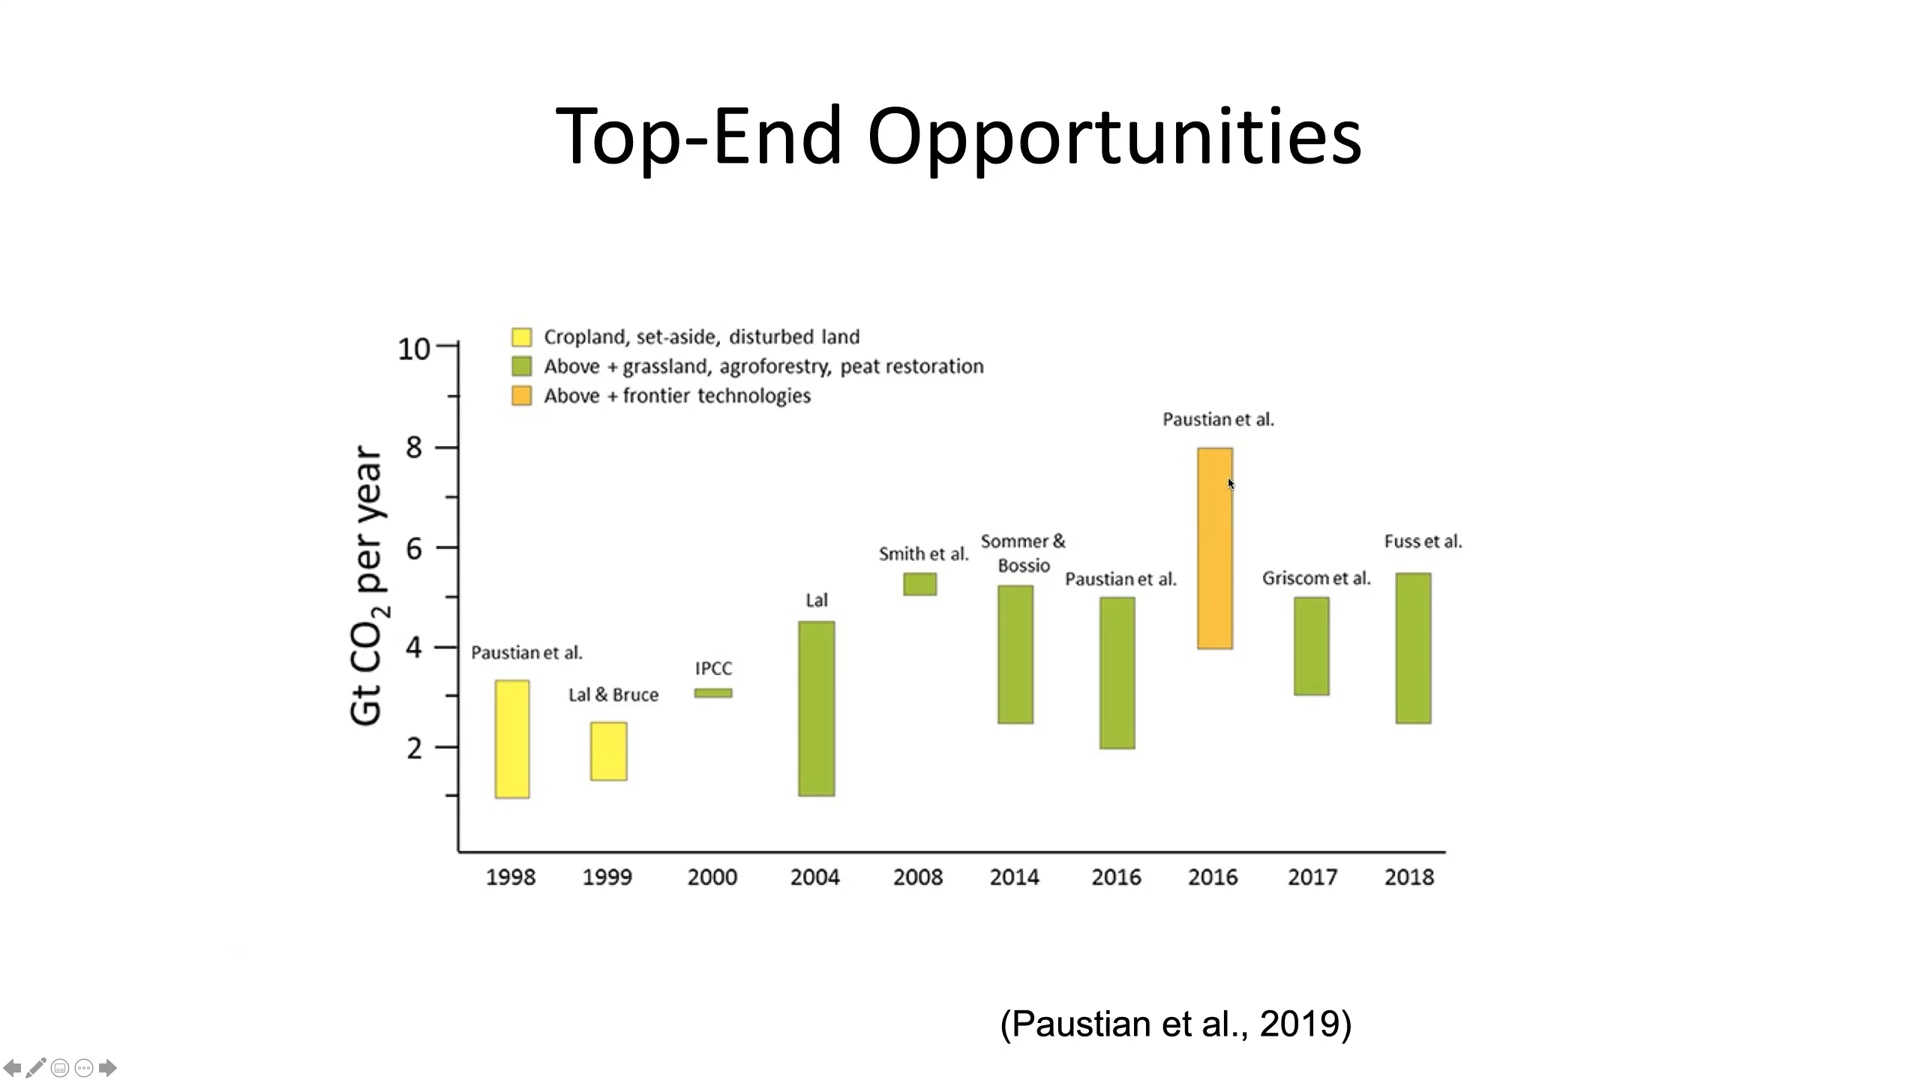 Top-End Opportunities
Cropland, set-aside, disturbed land
Above + grassland, agroforestry, peat restoration
Above + frontier technologies
Gt CO₂ per year
10
8
6
4
2
Paustian et al.
Lal & Bruce
IPCC
Lal
Smith et al.
Sommer &
Bossio
Paustian et al.
Paustian et al.
Griscom et al.
Fuss et al.
1998 1999 2000 2004 2008 2014 2016 2016 2017 2018
(Paustian et al., 2019)